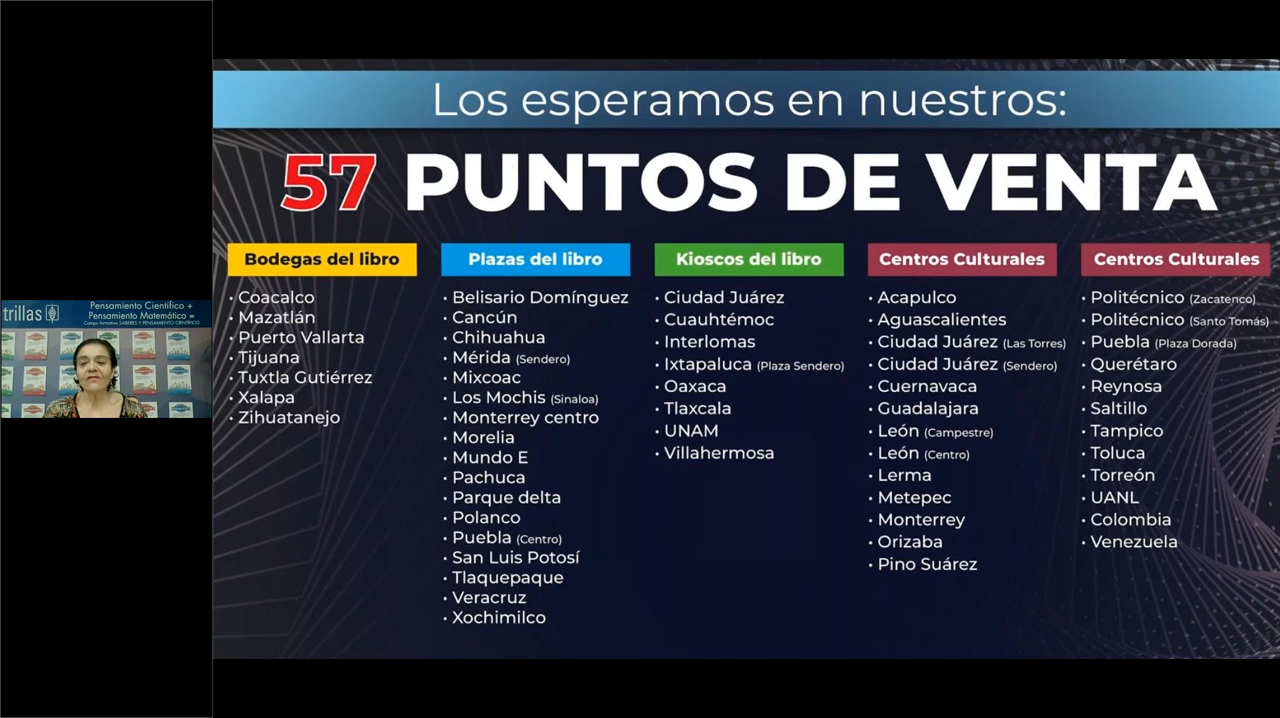 Los esperamos en nuestros:
57 PUNTOS DE VENTA
Bodegas del libro
• Coacalco
• Mazatlán
• Puerto Vallarta
• Tijuana
• Tuxtla Gutiérrez
• Xalapa
• Zihuatanejo
Plazas del libro
• Belisario Domínguez
• Cancún
• Chihuahua
• Mérida (Sendero)
• Mixcoac
• Los Mochis (Sinaloa)
• Monterrey centro
• Morelia
• Mundo E
• Pachuca
• Parque delta
• Polanco
• Puebla (Centro)
• San Luis Potosí
• Tlaquepaque
• Veracruz
• Xochimilco
Kioscos del libro
• Ciudad Juárez
• Cuauhtémoc
• Interlomas
• Ixtapaluca (Plaza Sendero)
• Oaxaca
• Tlaxcala
• UNAM
• Villahermosa
Centros Culturales
• Acapulco
• Aguascalientes
• Ciudad Juárez (Las Torres)
• Ciudad Juárez (Sendero)
• Cuernavaca
• Guadalajara
• León (Campestre)
• León (Centro)
• Lerma
• Metepec
• Monterrey
• Orizaba
• Pino Suárez
Centros Culturales
• Politécnico (Zacatenco)
• Politécnico (Santo Tomás)
• Puebla (Plaza Dorada)
• Querétaro
• Reynosa
• Saltillo
• Tampico
• Toluca
• Torreón
• UANL
• Colombia
• Venezuela
trillas
Pensamiento Científico +
Pensamiento Matemático =
Campo formativo SABERES Y PENSAMIENTO CIENTÍFICO